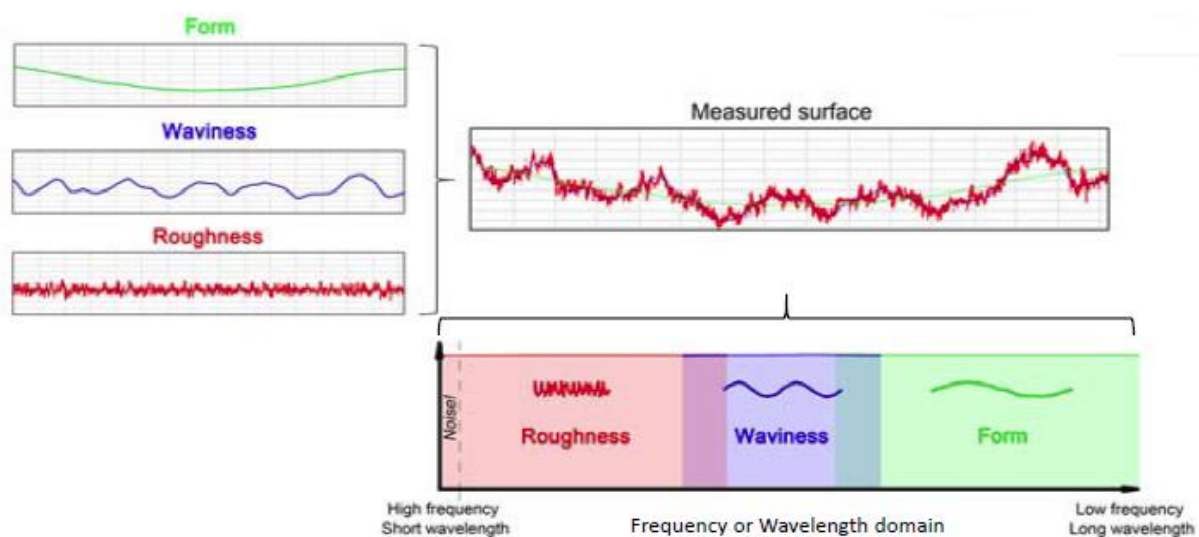 Form
Waviness
Roughness
Measured surface
Noise!
Roughness
Waviness
Form
High frequency
Short wavelength
Frequency or Wavelength domain
Low frequency
Long wavelength